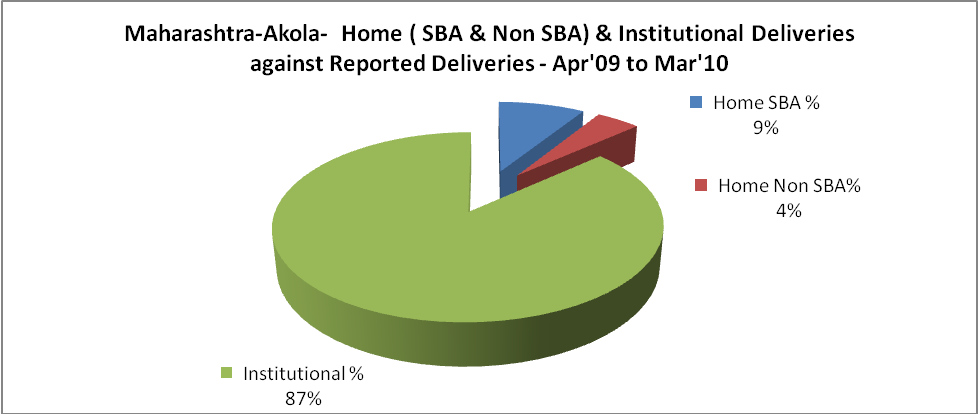 Maharashtra-Akola-  Home ( SBA & Non SBA) & Institutional Deliveries
against Reported Deliveries - Apr'09 to Mar'10
Home SBA %
9%
Home Non SBA%
4%
Institutional %
87%